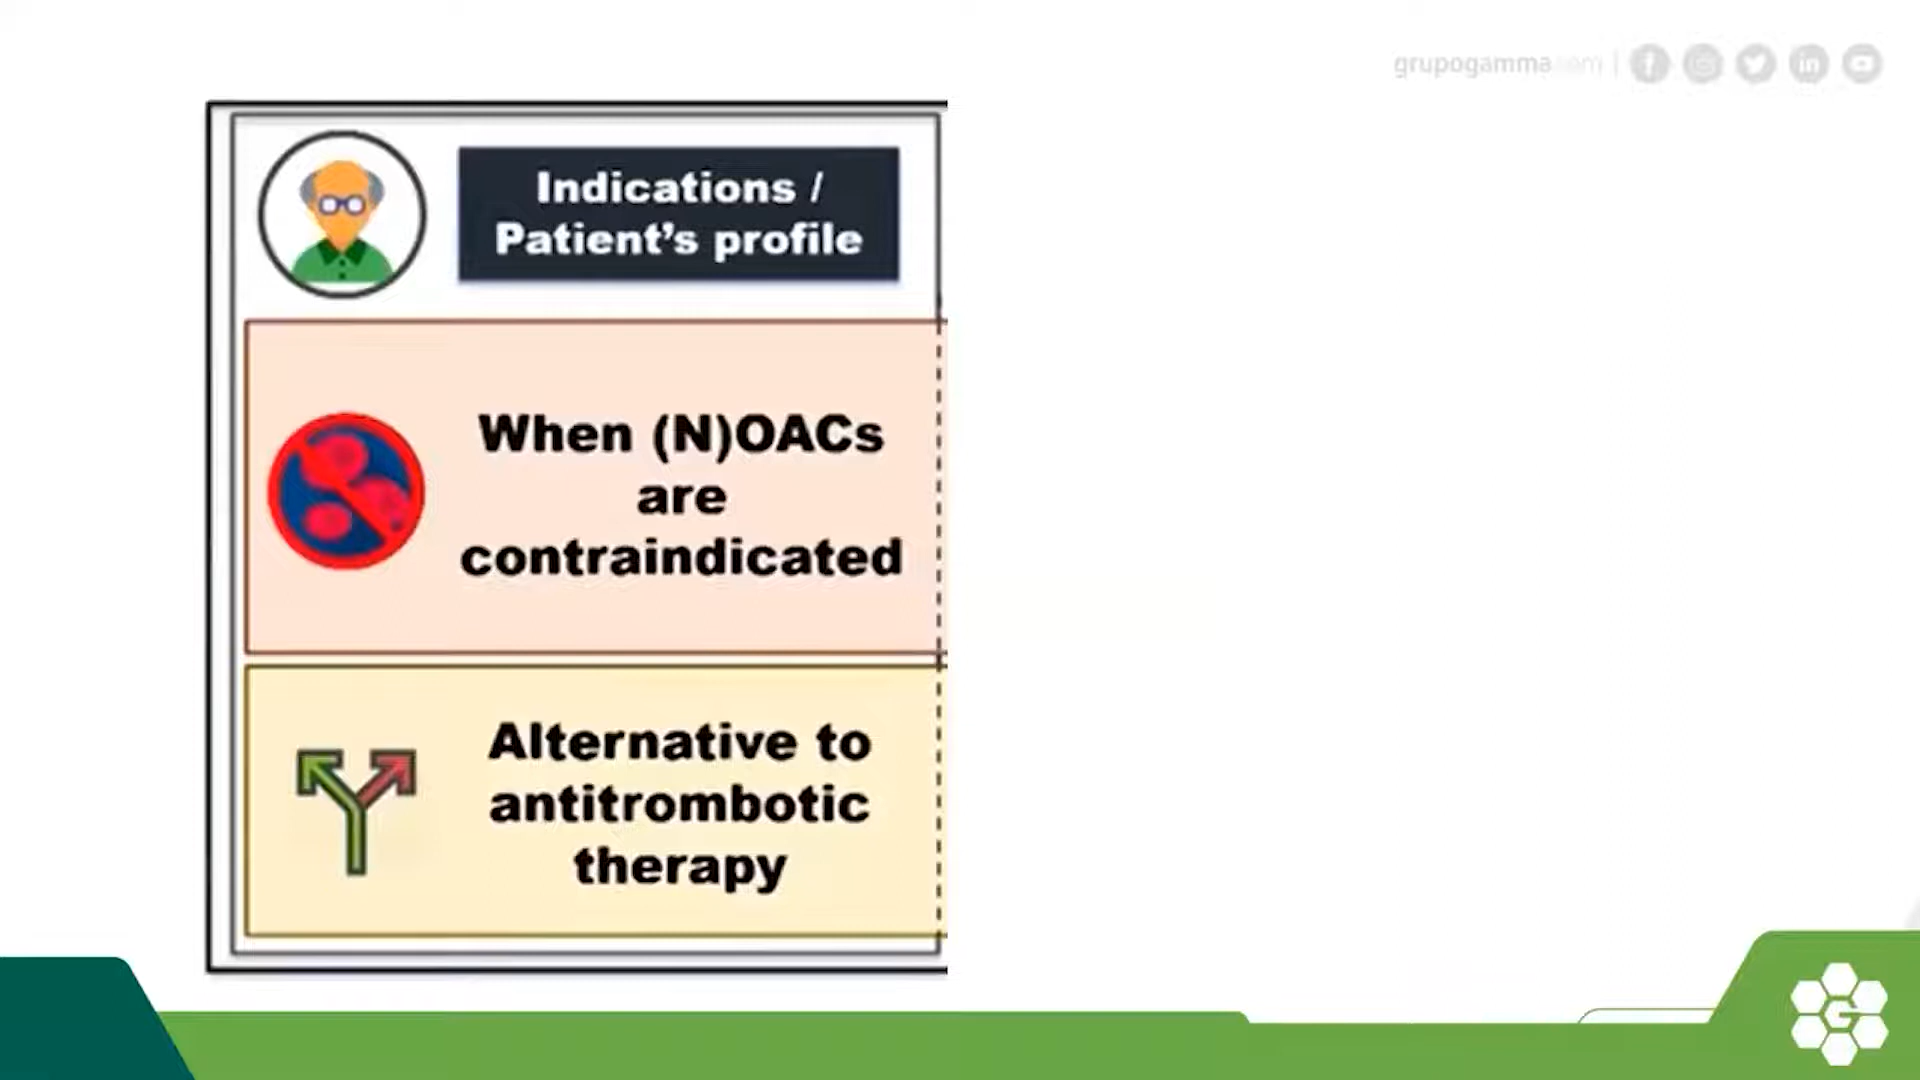 grupogamma.com
Indications /
Patient's profile
When (N)OACs
are
contraindicated
Alternative to
antitrombotic
therapy